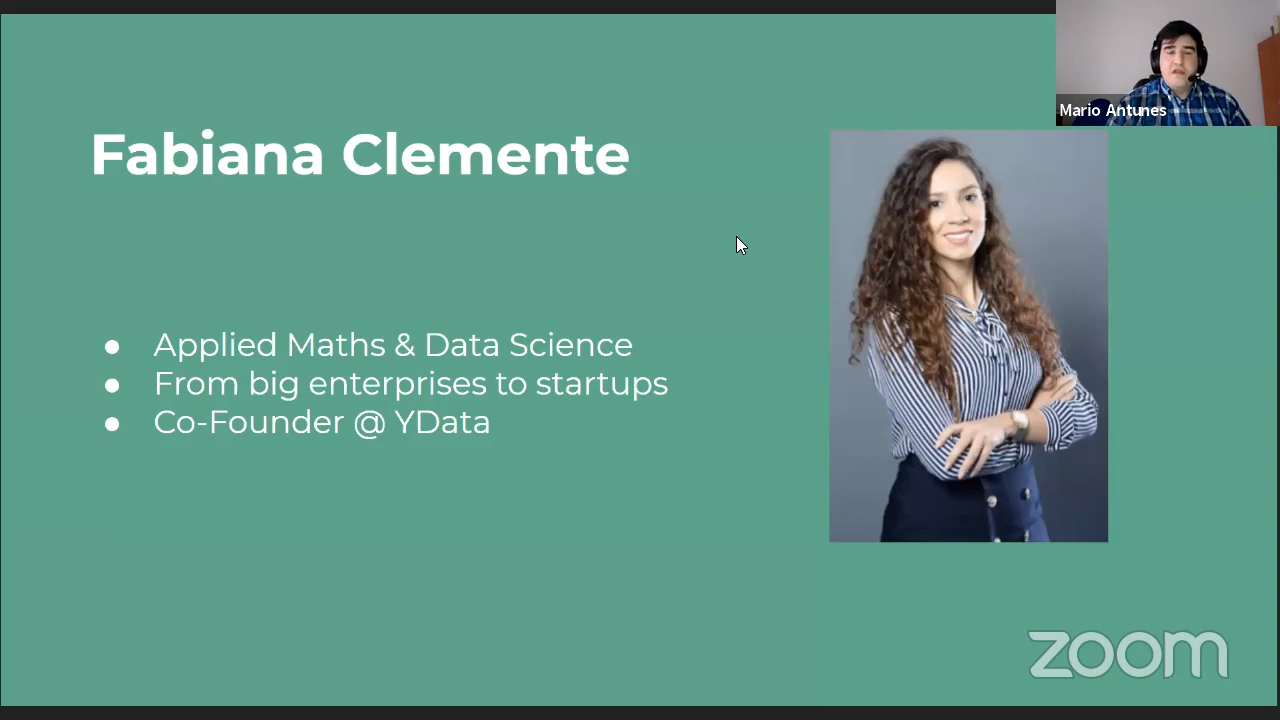 Mario Antunes
Fabiana Clemente
● Applied Maths & Data Science
● From big enterprises to startups
● Co-Founder @ YData
zoom